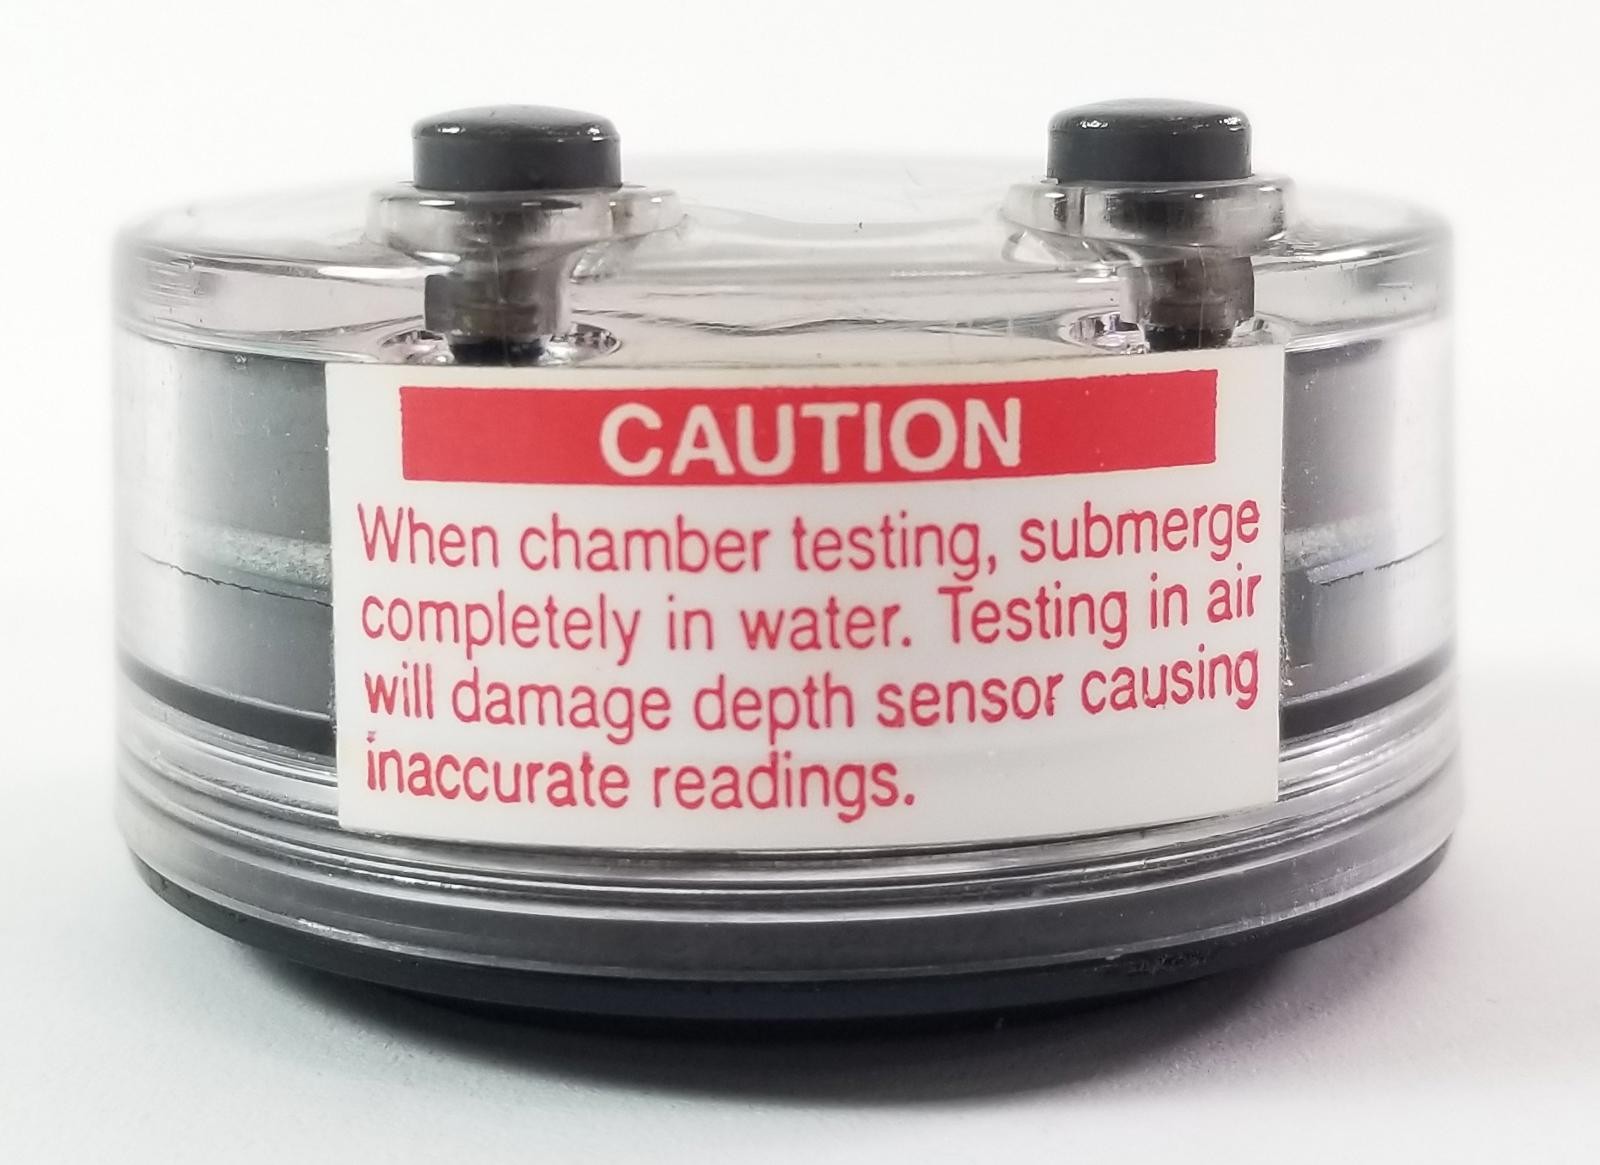 CAUTION
When chamber testing, submerge
completely in water. Testing in air
will damage depth sensor causing
inaccurate readings.